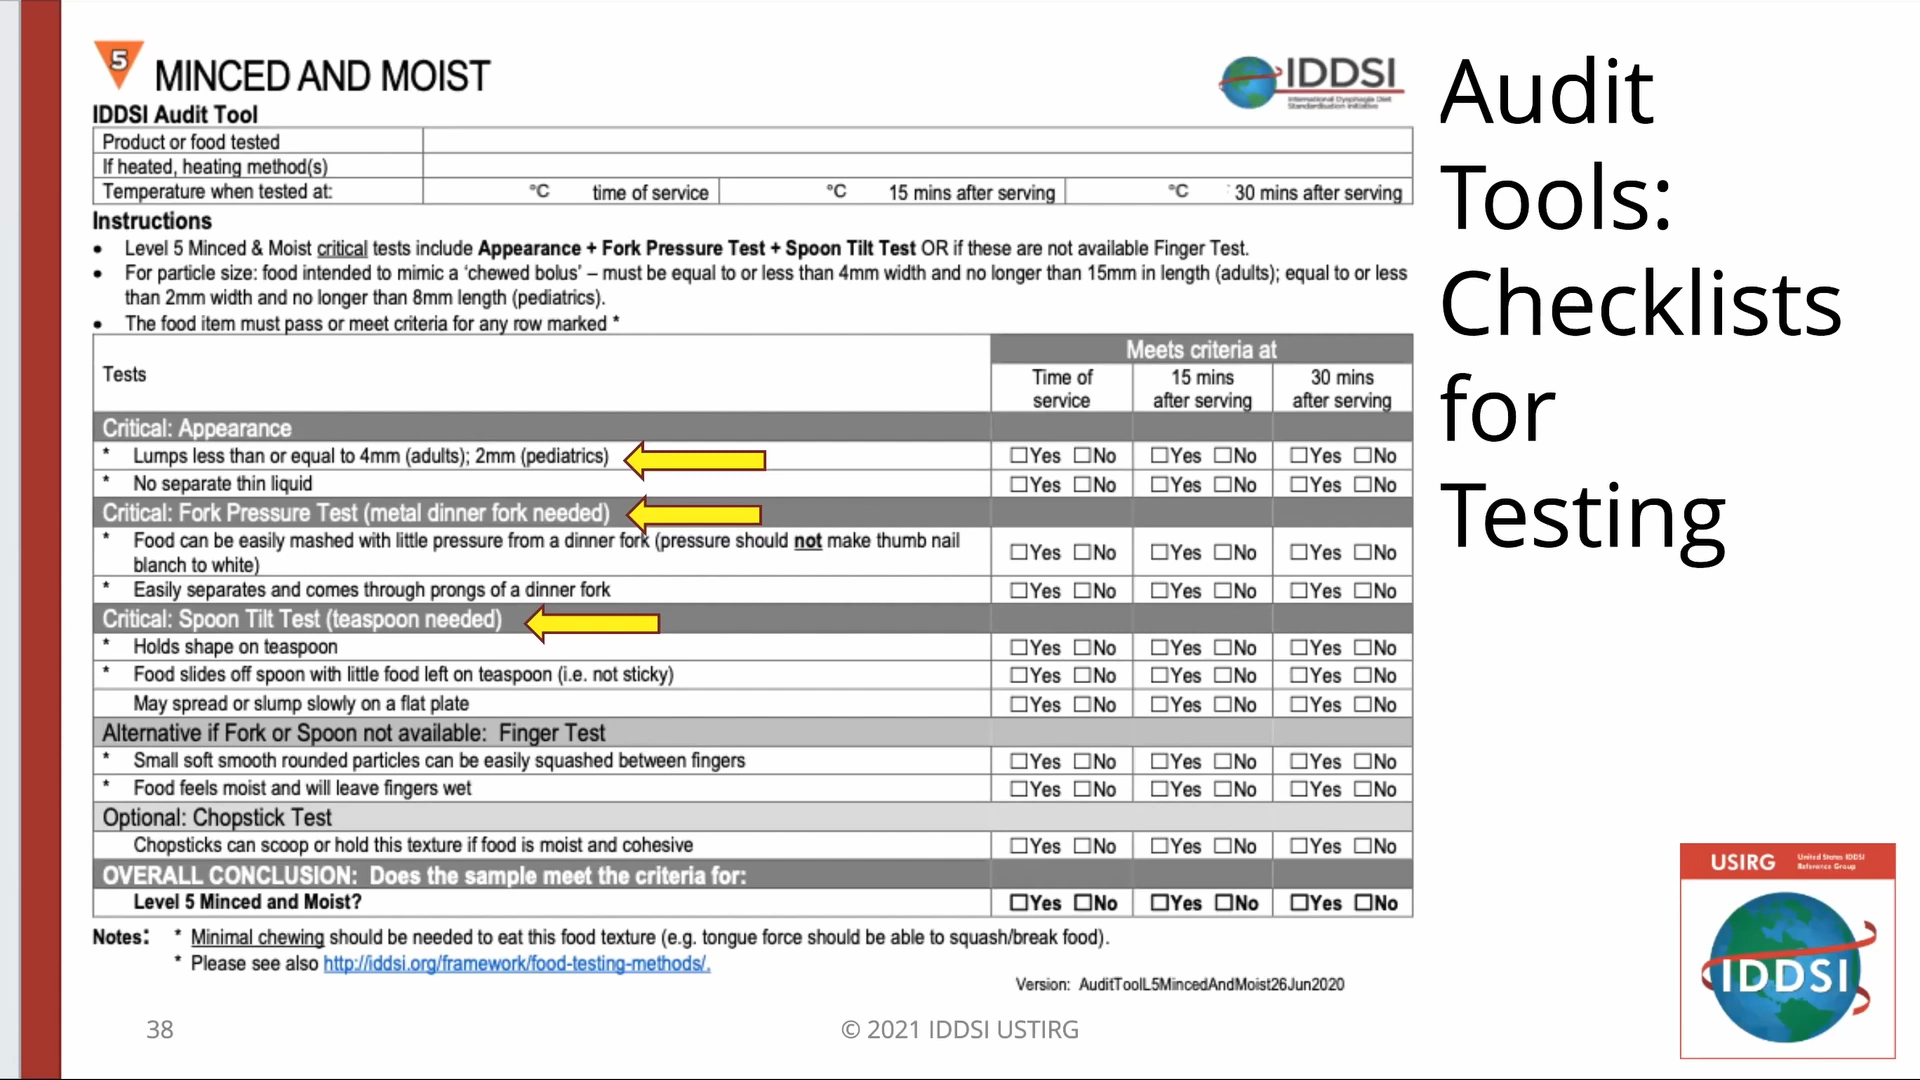 5
MINCED AND MOIST
IDDSI
International Dysphagia Diet
Standardisation Initiative
IDDSI Audit Tool
Product or food tested
If heated, heating method(s)
Temperature when tested at: °C time of service °C 15 mins after serving °C 30 mins after serving
Instructions
• Level 5 Minced & Moist critical tests include Appearance + Fork Pressure Test + Spoon Tilt Test OR if these are not available Finger Test.
• For particle size: food intended to mimic a ‘chewed bolus’ – must be equal to or less than 4mm width and no longer than 15mm in length (adults); equal to or less
than 2mm width and no longer than 8mm length (pediatrics).
• The food item must pass or meet criteria for any row marked *
Tests
Meets criteria at
Time of service
15 mins after serving
30 mins after serving
Critical: Appearance
* Lumps less than or equal to 4mm (adults); 2mm (pediatrics) ☐Yes ☐No ☐Yes ☐No ☐Yes ☐No
* No separate thin liquid ☐Yes ☐No ☐Yes ☐No ☐Yes ☐No
Critical: Fork Pressure Test (metal dinner fork needed)
* Food can be easily mashed with little pressure from a dinner fork (pressure should not make thumb nail
blanch to white) ☐Yes ☐No ☐Yes ☐No ☐Yes ☐No
* Easily separates and comes through prongs of a dinner fork ☐Yes ☐No ☐Yes ☐No ☐Yes ☐No
Critical: Spoon Tilt Test (teaspoon needed)
* Holds shape on teaspoon ☐Yes ☐No ☐Yes ☐No ☐Yes ☐No
* Food slides off spoon with little food left on teaspoon (i.e. not sticky) ☐Yes ☐No ☐Yes ☐No ☐Yes ☐No
May spread or slump slowly on a flat plate ☐Yes ☐No ☐Yes ☐No ☐Yes ☐No
Alternative if Fork or Spoon not available: Finger Test
* Small soft smooth rounded particles can be easily squashed between fingers ☐Yes ☐No ☐Yes ☐No ☐Yes ☐No
* Food feels moist and will leave fingers wet ☐Yes ☐No ☐Yes ☐No ☐Yes ☐No
Optional: Chopstick Test
Chopsticks can scoop or hold this texture if food is moist and cohesive ☐Yes ☐No ☐Yes ☐No ☐Yes ☐No
OVERALL CONCLUSION: Does the sample meet the criteria for:
Level 5 Minced and Moist? ☐Yes ☐No ☐Yes ☐No ☐Yes ☐No
Notes: * Minimal chewing should be needed to eat this food texture (e.g. tongue force should be able to squash/break food).
* Please see also http://iddsi.org/framework/food-testing-methods/.
Version: AuditToolL5MincedAndMoist26Jun2020
Audit
Tools:
Checklists
for
Testing
USIRG
United States IDDSI
Reference Group
IDDSI
38
© 2021 IDDSI USTIRG